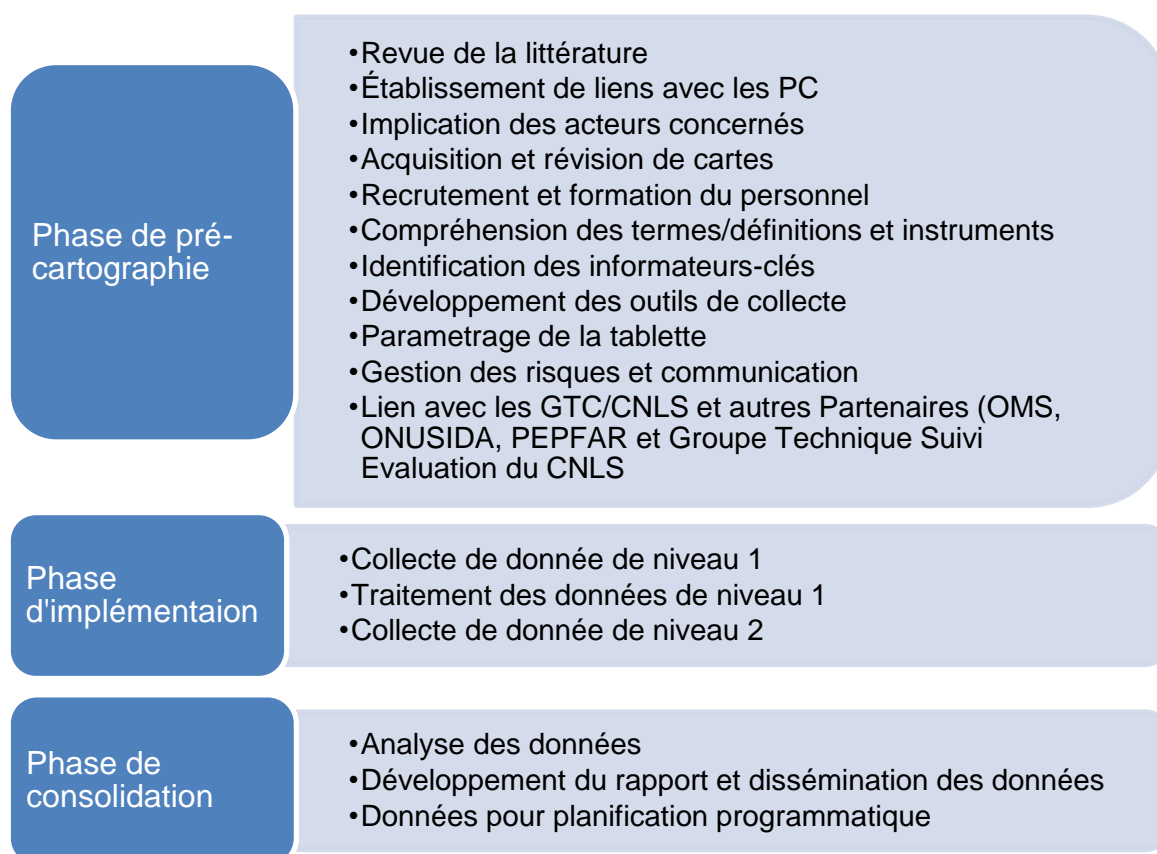 Phase de pré-
cartographie
•Revue de la littérature
•Établissement de liens avec les PC
•Implication des acteurs concernés
•Acquisition et révision de cartes
•Recrutement et formation du personnel
•Compréhension des termes/définitions et instruments
•Identification des informateurs-clés
•Développement des outils de collecte
•Parametrage de la tablette
•Gestion des risques et communication
•Lien avec les GTC/CNLS et autres Partenaires (OMS,
ONUSIDA, PEPFAR et Groupe Technique Suivi
Evaluation du CNLS
Phase
d'implémentaion
•Collecte de donnée de niveau 1
•Traitement des données de niveau 1
•Collecte de donnée de niveau 2
Phase de
consolidation
•Analyse des données
•Développement du rapport et dissémination des données
•Données pour planification programmatique